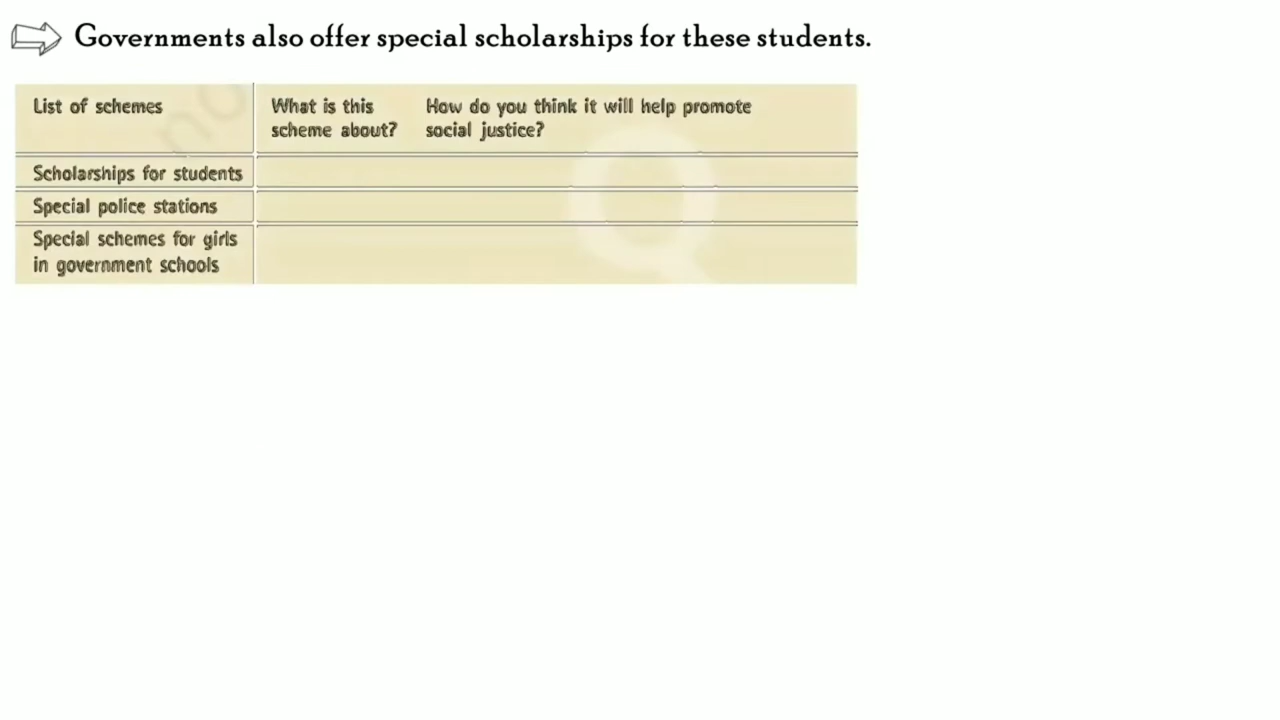 Governments also offer special scholarships for these students.
List of schemes
What is this
scheme about?
How do you think it will help promote
social justice?
Scholarships for students
Special police stations
Special schemes for girls
in government schools